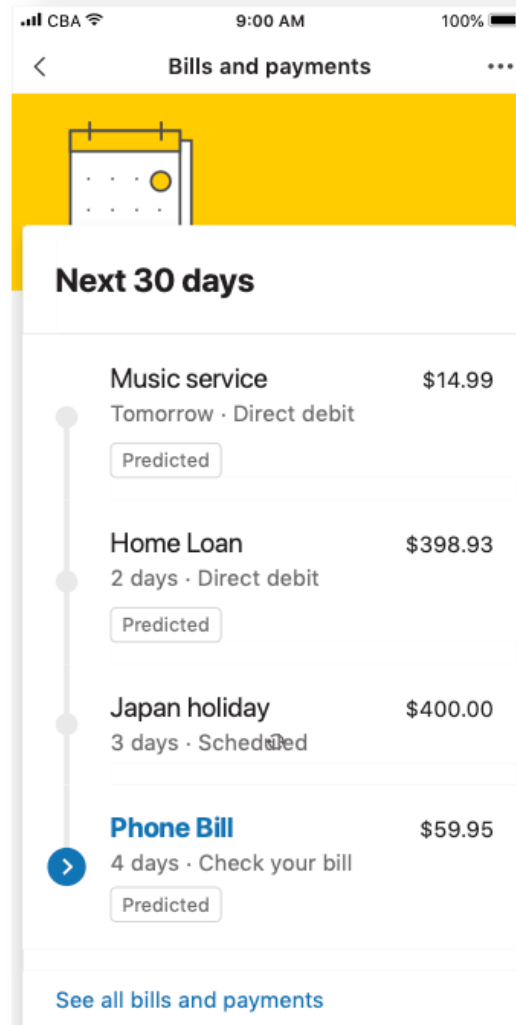 CBA 9:00 AM 100%
Bills and payments
Next 30 days
Music service $14.99
Tomorrow · Direct debit
Predicted
Home Loan $398.93
2 days · Direct debit
Predicted
Japan holiday $400.00
3 days · Scheduled
Phone Bill $59.95
4 days · Check your bill
Predicted
See all bills and payments